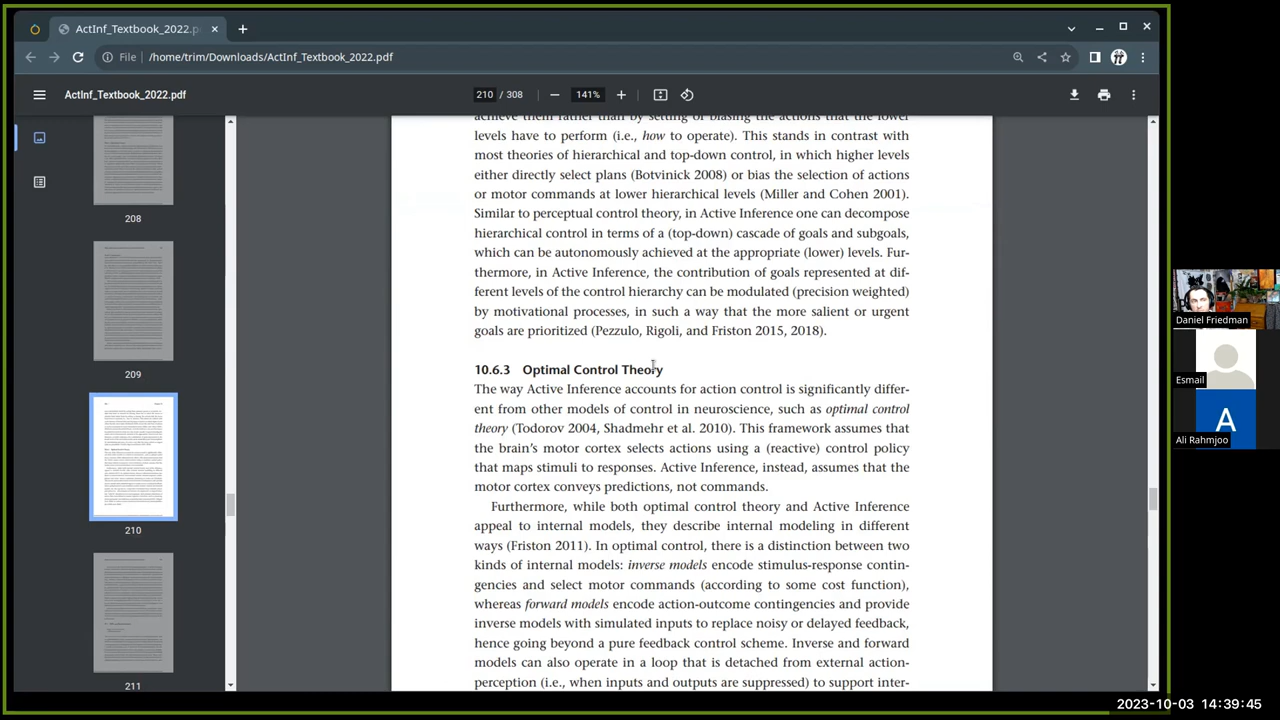 ActInf_Textbook_2022.p
File
/home/trim/Downloads/ActInf_Textbook_2022.pdf
ActInf_Textbook_2022.pdf
210 / 308
141%
208
209
210
211
achieve them rather than by setting or biasing the actions that the lower
levels have to perform (i.e., how to operate). This stands in contrast with
most theories of hierarchical and top-down control, in which higher levels
either directly select plans (Botvinick 2008) or bias the selection of actions
or motor commands at lower hierarchical levels (Miller and Cohen 2001).
Similar to perceptual control theory, in Active Inference one can decompose
hierarchical control in terms of a (top-down) cascade of goals and subgoals,
which can be autonomously achieved at the appropriate (lower) levels. Fur-
thermore, in Active Inference, the contribution of goals represented at dif-
ferent levels of the control hierarchy can be modulated (precision weighted)
by motivational processes, in such a way that the more salient or urgent
goals are prioritized (Pezzulo, Rigoli, and Friston 2015, 2018).
10.6.3 Optimal Control Theory
The way Active Inference accounts for action control is significantly differ-
ent from other models of control in neuroscience, such as optimal control
theory (Todorov 2004, Shadmehr et al. 2010). This framework assumes that
the brain's motor cortex selects actions using a (reactive) control policy
that maps stimuli to responses. Active Inference, instead, assumes that the
motor cortex conveys predictions, not commands.
Furthermore, while both optimal control theory and Active Inference
appeal to internal models, they describe internal modeling in different
ways (Friston 2011). In optimal control, there is a distinction between two
kinds of internal models: inverse models encode stimulus-response contin-
gencies and select motor commands (according to some cost function),
whereas forward models encode action-outcome contingencies and provide
inverse models with simulated inputs to replace noisy or delayed feedback,
hence going beyond a pure feedback control scheme. Inverse and forward
models can also operate in a loop that is detached from external action-
perception (i.e., when inputs and outputs are suppressed) to support inter-
Daniel Friedman
Esmail
A
Ali Rahmjoo
2023-10-03 14:39:45